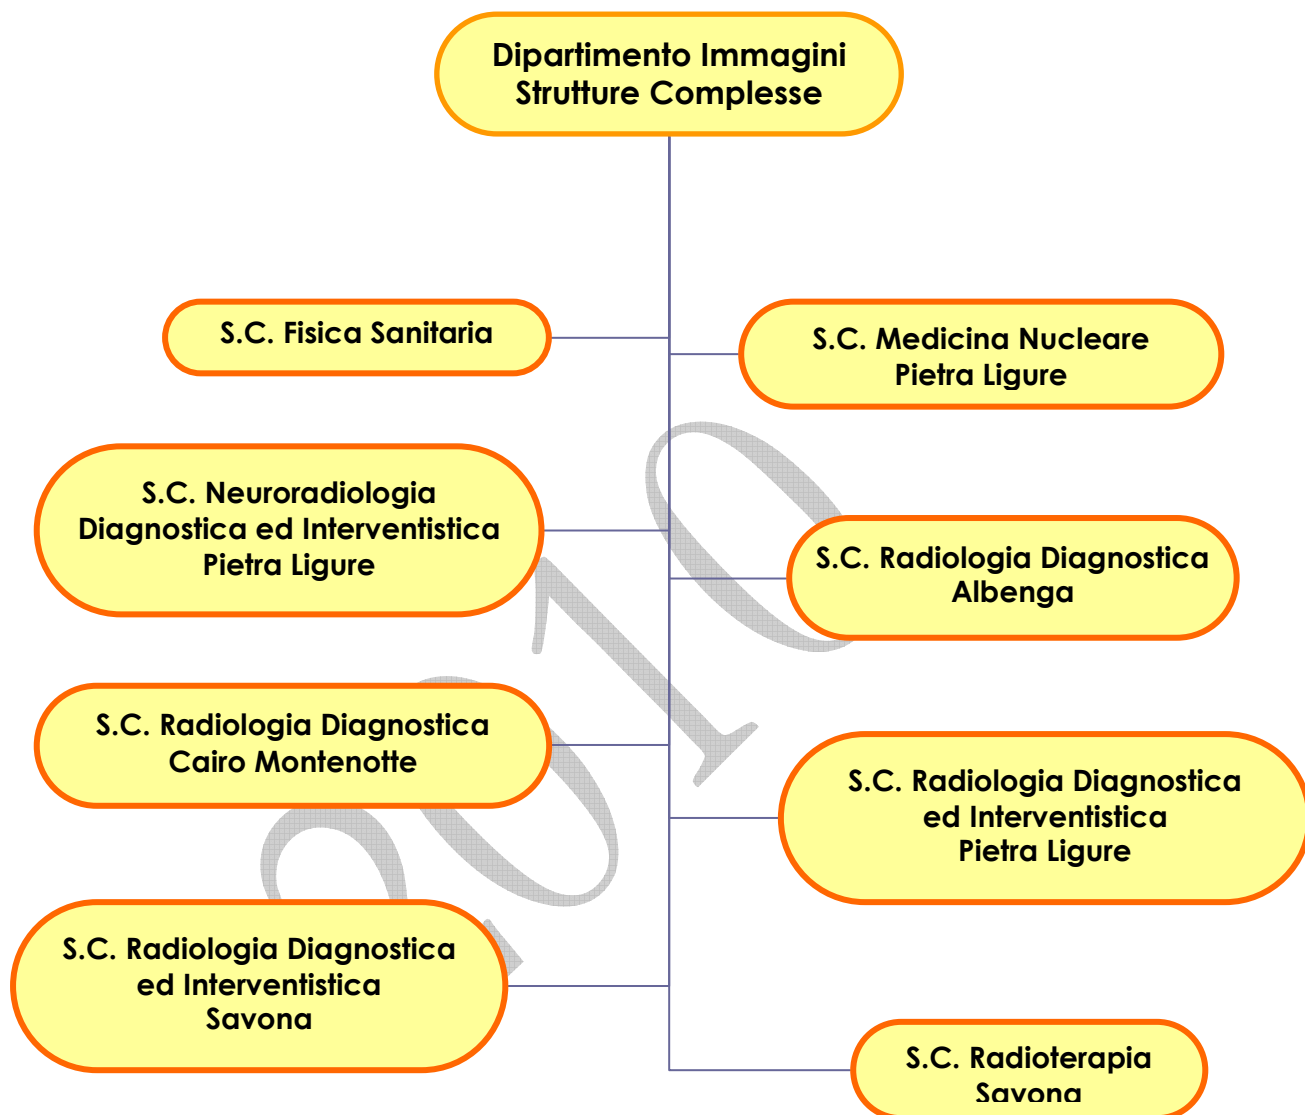 Dipartimento Immagini
Strutture Complesse
S.C. Fisica Sanitaria
S.C. Medicina Nucleare
Pietra Ligure
S.C. Neuroradiologia
Diagnostica ed Interventistica
Pietra Ligure
S.C. Radiologia Diagnostica
Albenga
S.C. Radiologia Diagnostica
Cairo Montenotte
S.C. Radiologia Diagnostica
ed Interventistica
Pietra Ligure
S.C. Radiologia Diagnostica
ed Interventistica
Savona
S.C. Radioterapia
Savona
2010